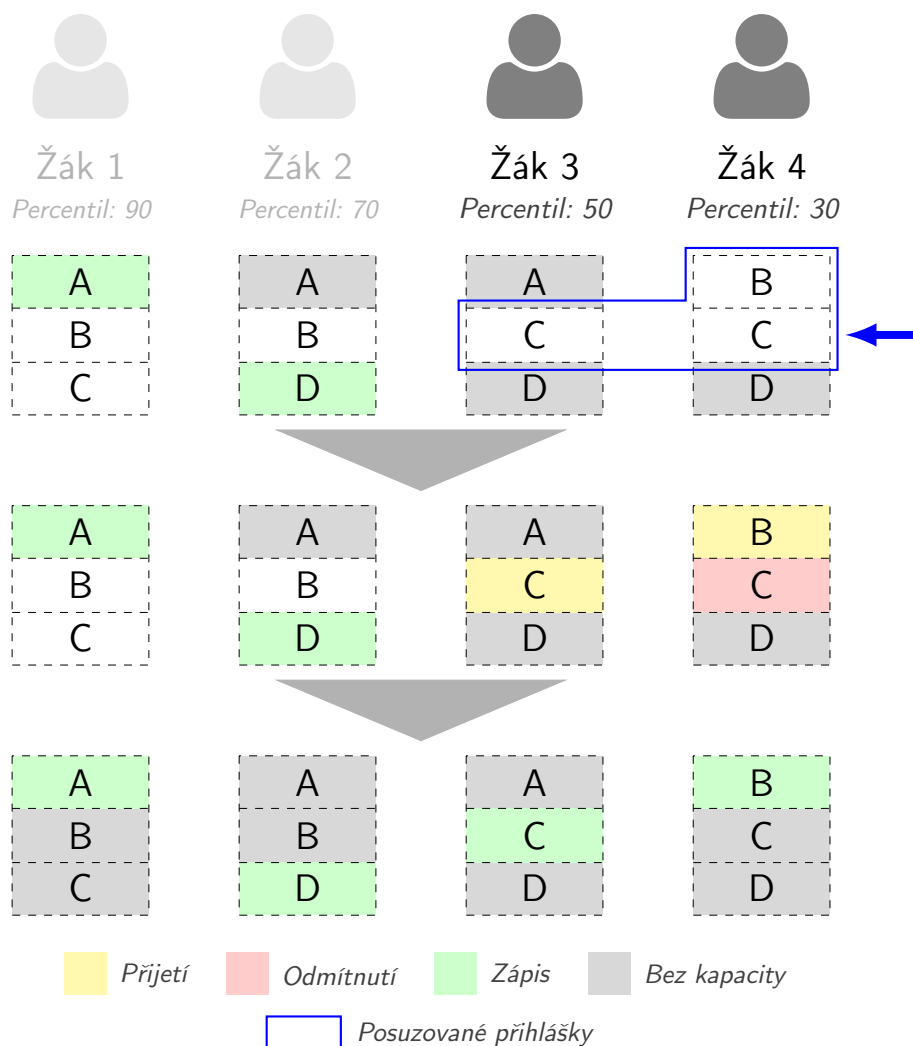 Žák 1 Žák 2 Žák 3 Žák 4
Percentil: 90 Percentil: 70 Percentil: 50 Percentil: 30
A A A B
B B C C
C D D D
A A A B
B B C C
C D D D
A A A B
B B C C
C D D D
Přijetí Odmítnutí Zápis Bez kapacity
Posuzované přihlášky